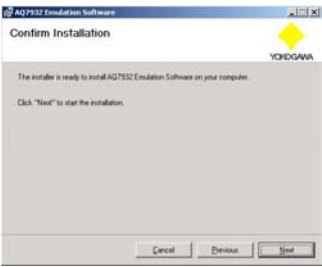 AQ7932 Emulation Software
Confirm Installation
YOKOGAWA
The installer is ready to install AQ7932 Emulation Software on your computer.
Click "Next" to start the installation.
Cancel
Previous
Next